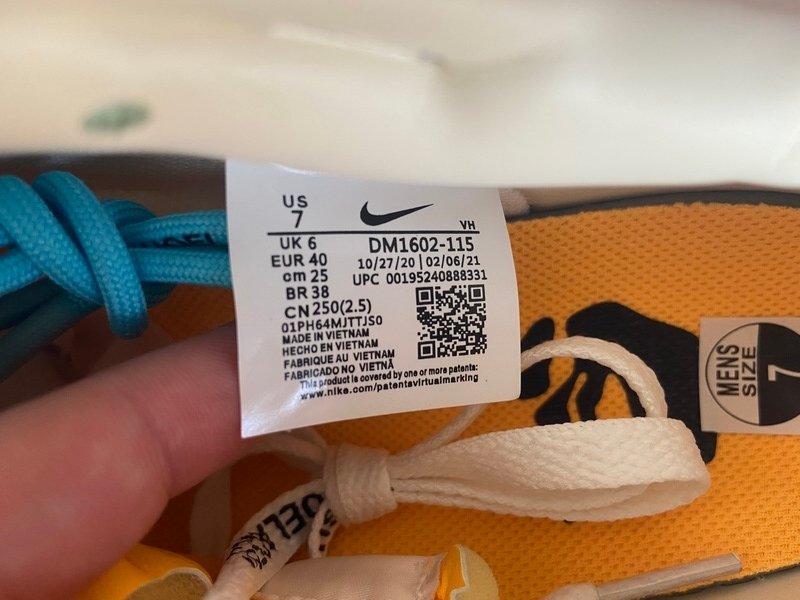 US
7
VH
UK 6
EUR 40
cm 25
BR 38
CN 250(2.5)
DM1602-115
10/27/20 | 02/06/21
UPC 00195240888331
01PH64MJTTJS0
MADE IN VIETNAM
HECHO EN VIETNAM
FABRIQUE AU VIETNAM
FABRICADO NO VIETNÃ
This product is covered by one or more patents:
www.nike.com/patentsvirtualmarking
MENS
SIZE
7